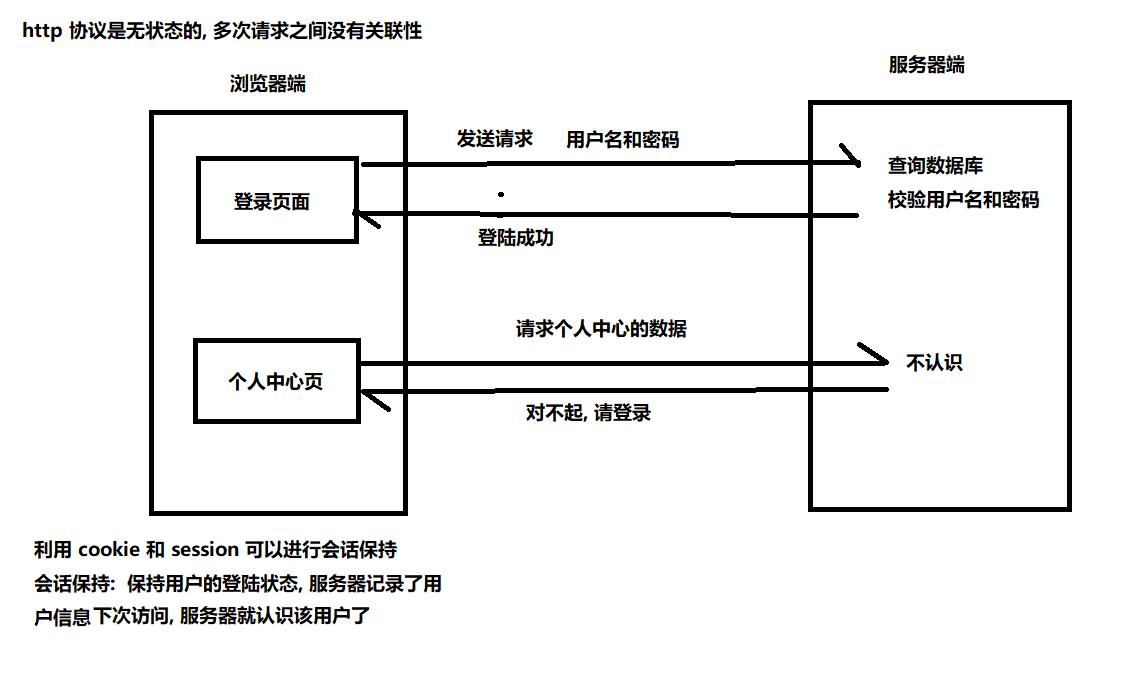 http 协议是无状态的, 多次请求之间没有关联性
浏览器端
服务器端
发送请求 用户名和密码
登录页面
查询数据库
校验用户名和密码
登陆成功
请求个人中心的数据
个人中心页
不认识
对不起, 请登录
利用 cookie 和 session 可以进行会话保持
会话保持: 保持用户的登陆状态, 服务器记录了用
户信息下次访问, 服务器就认识该用户了